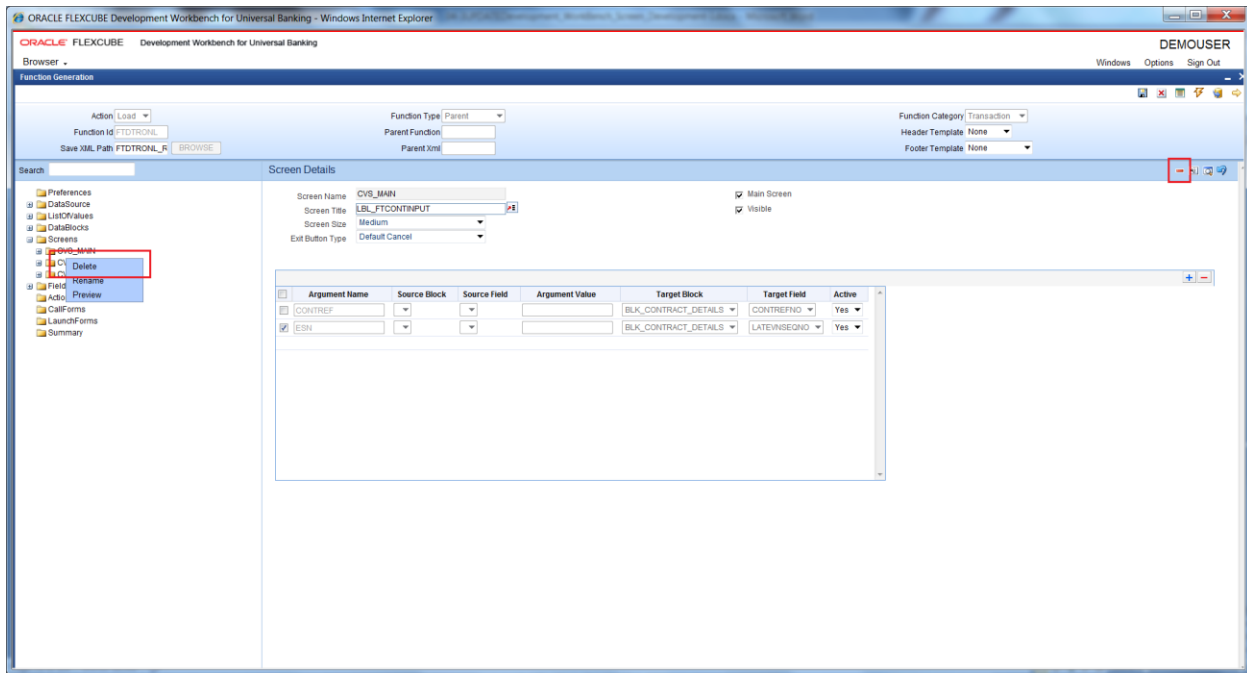 ORACLE FLEXCUBE Development Workbench for Universal Banking - Windows Internet Explorer
ORACLE FLEXCUBE Development Workbench for Universal Banking
DEMOUSER
Browser
Windows Options Sign Out
Function Generation
Action Load
Function Type Parent
Function Category Transaction
Function Id FTDTRONL
Parent Function
Header Template None
Save XML Path FTDTRONL_R BROWSE
Parent Xml
Footer Template None
Search
Screen Details
Preferences
DataSource
ListOfValues
DataBlocks
Screens
CVS_MAIN
Delete
Rename
Preview
Field
Actio
CallForms
LaunchForms
Summary
Screen Name CVS_MAIN
Main Screen
Screen Title LBL_FTCONTINPUT
Visible
Screen Size Medium
Exit Button Type Default Cancel
Argument Name Source Block Source Field Argument Value Target Block Target Field Active
CONTREF BLK_CONTRACT_DETAILS CONTREFNO Yes
ESN BLK_CONTRACT_DETAILS LATEVNSEQNO Yes